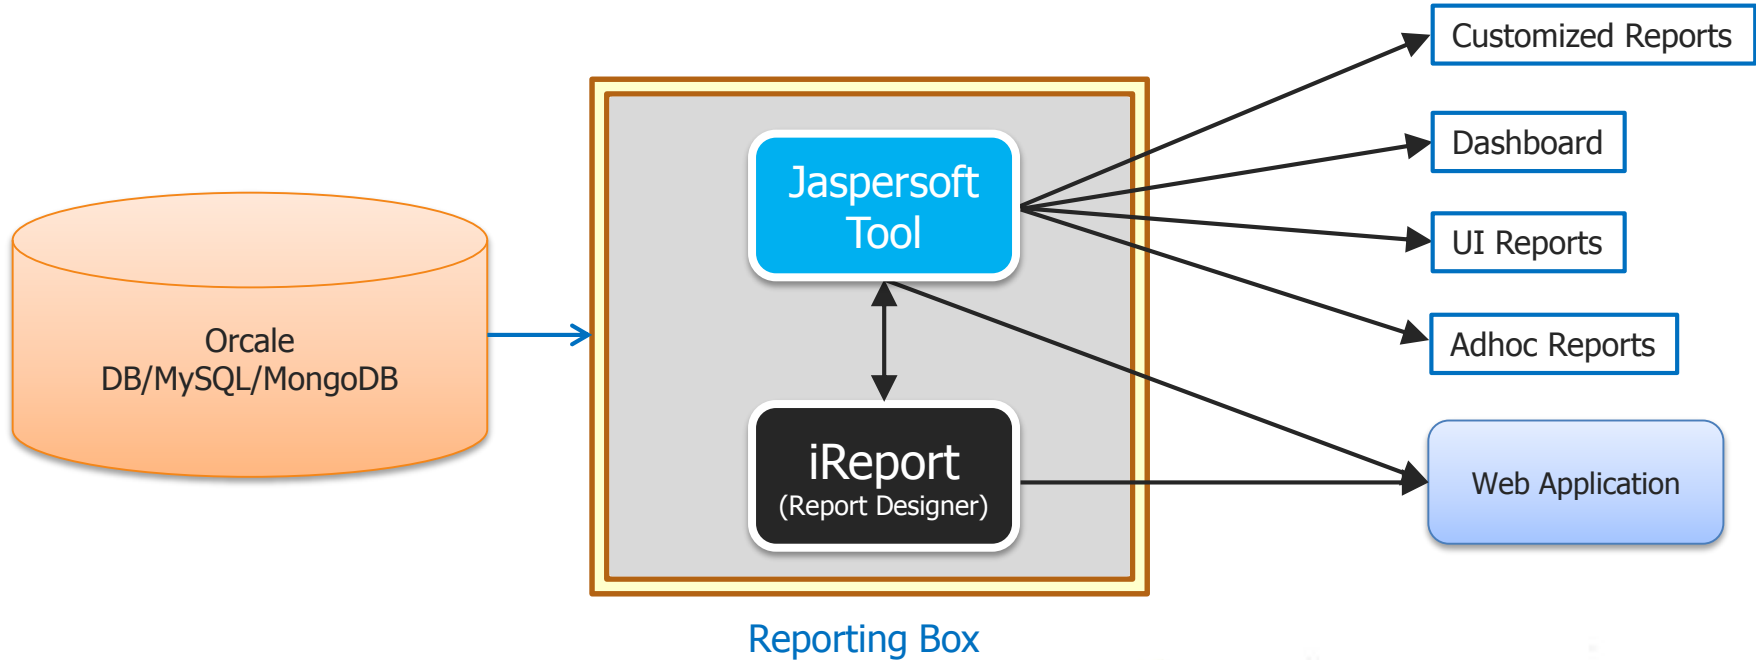 Orcale
DB/MySQL/MongoDB
Jaspersoft
Tool
iReport
(Report Designer)
Reporting Box
Customized Reports
Dashboard
UI Reports
Adhoc Reports
Web Application